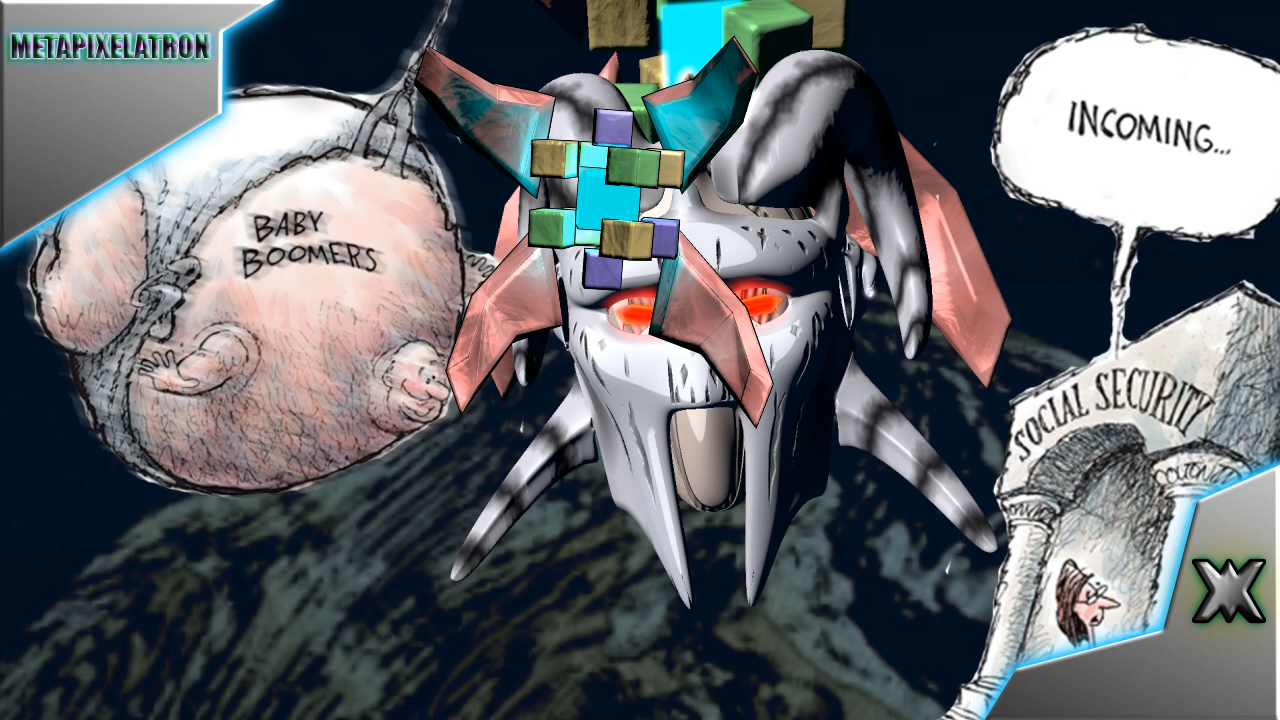 METAPIXELATRON
BABY
BOOMERS
INCOMING...
SOCIAL SECURITY